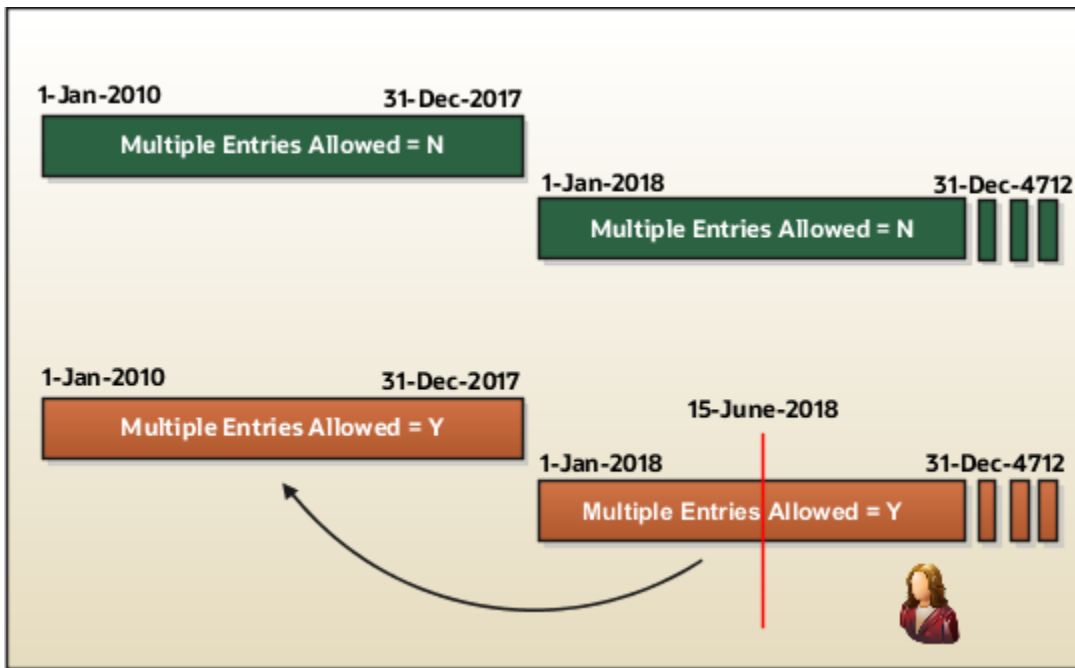 1-Jan-2010 31-Dec-2017
Multiple Entries Allowed = N
1-Jan-2018 31-Dec-4712
Multiple Entries Allowed = N
1-Jan-2010 31-Dec-2017
Multiple Entries Allowed = Y
15-June-2018
1-Jan-2018 31-Dec-4712
Multiple Entries Allowed = Y